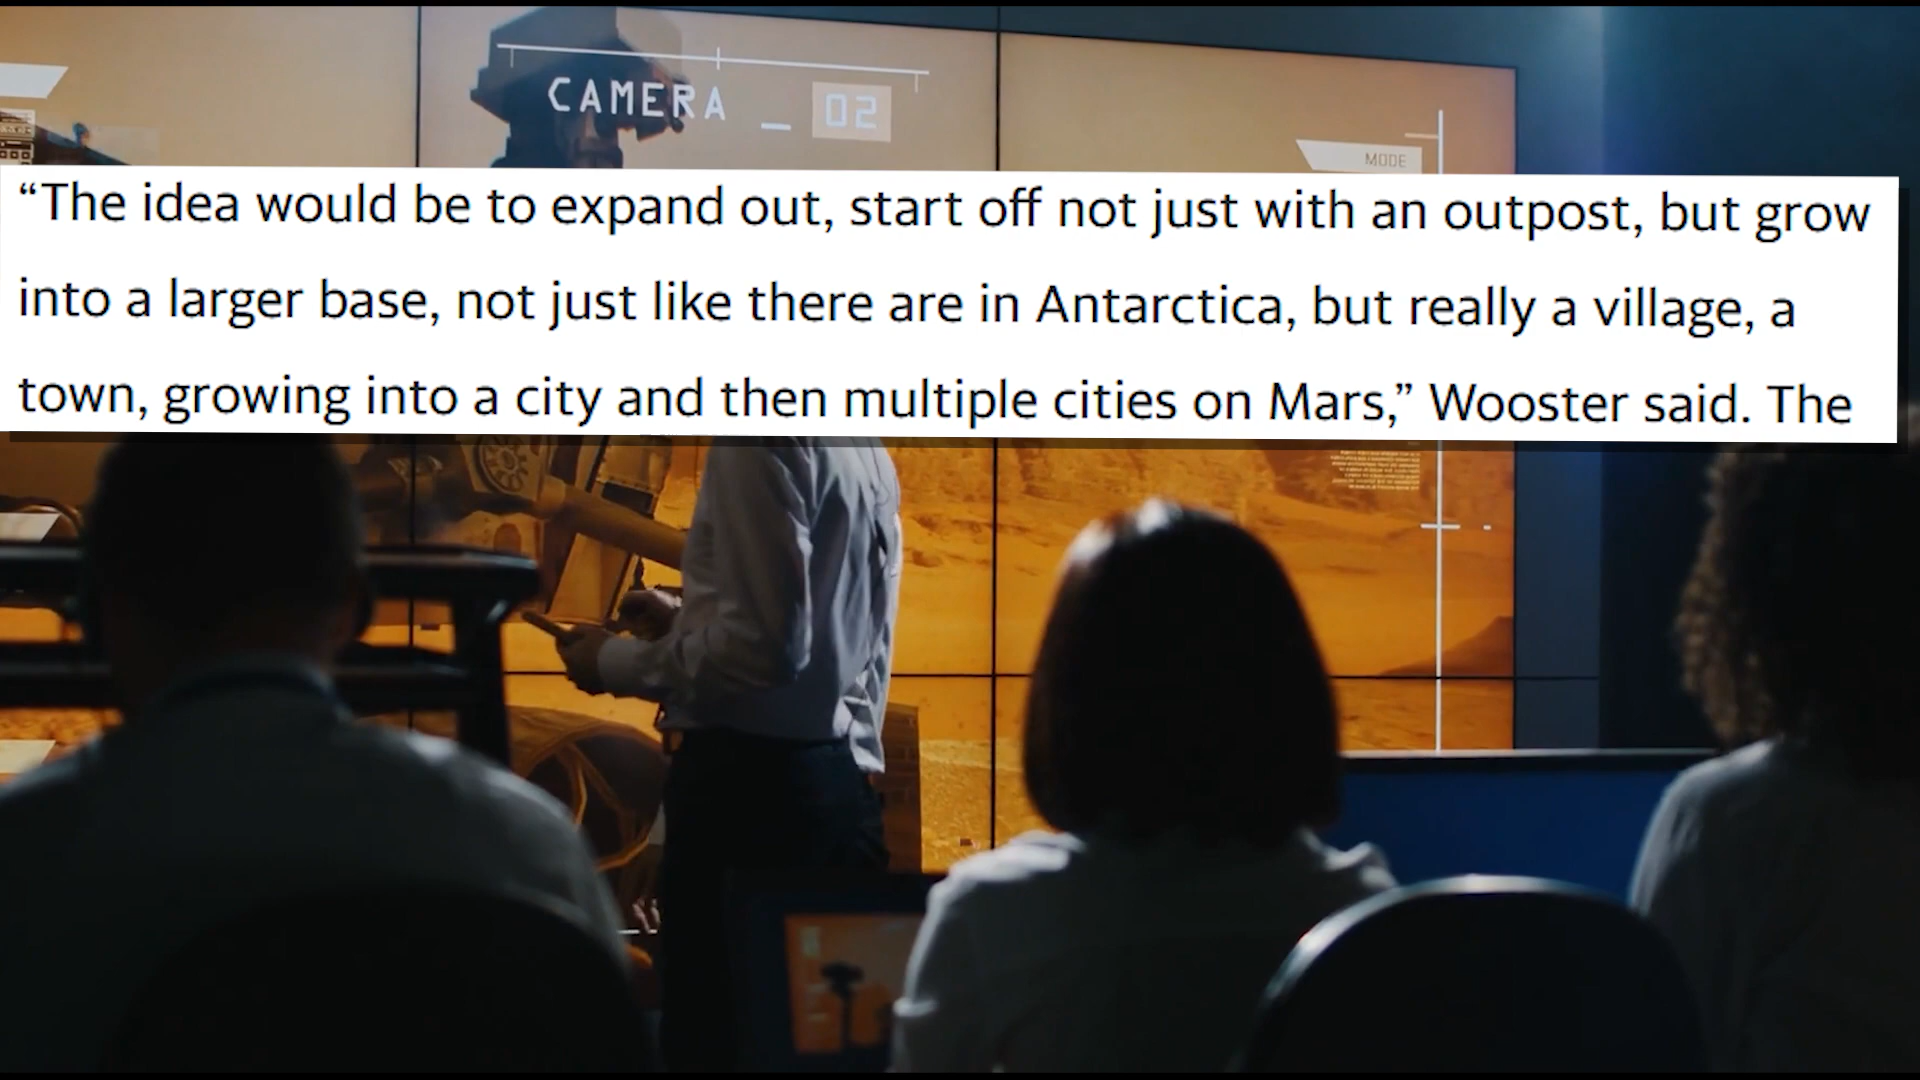 CAMERA _ 02
MODE
“The idea would be to expand out, start off not just with an outpost, but grow
into a larger base, not just like there are in Antarctica, but really a village, a
town, growing into a city and then multiple cities on Mars,” Wooster said. The